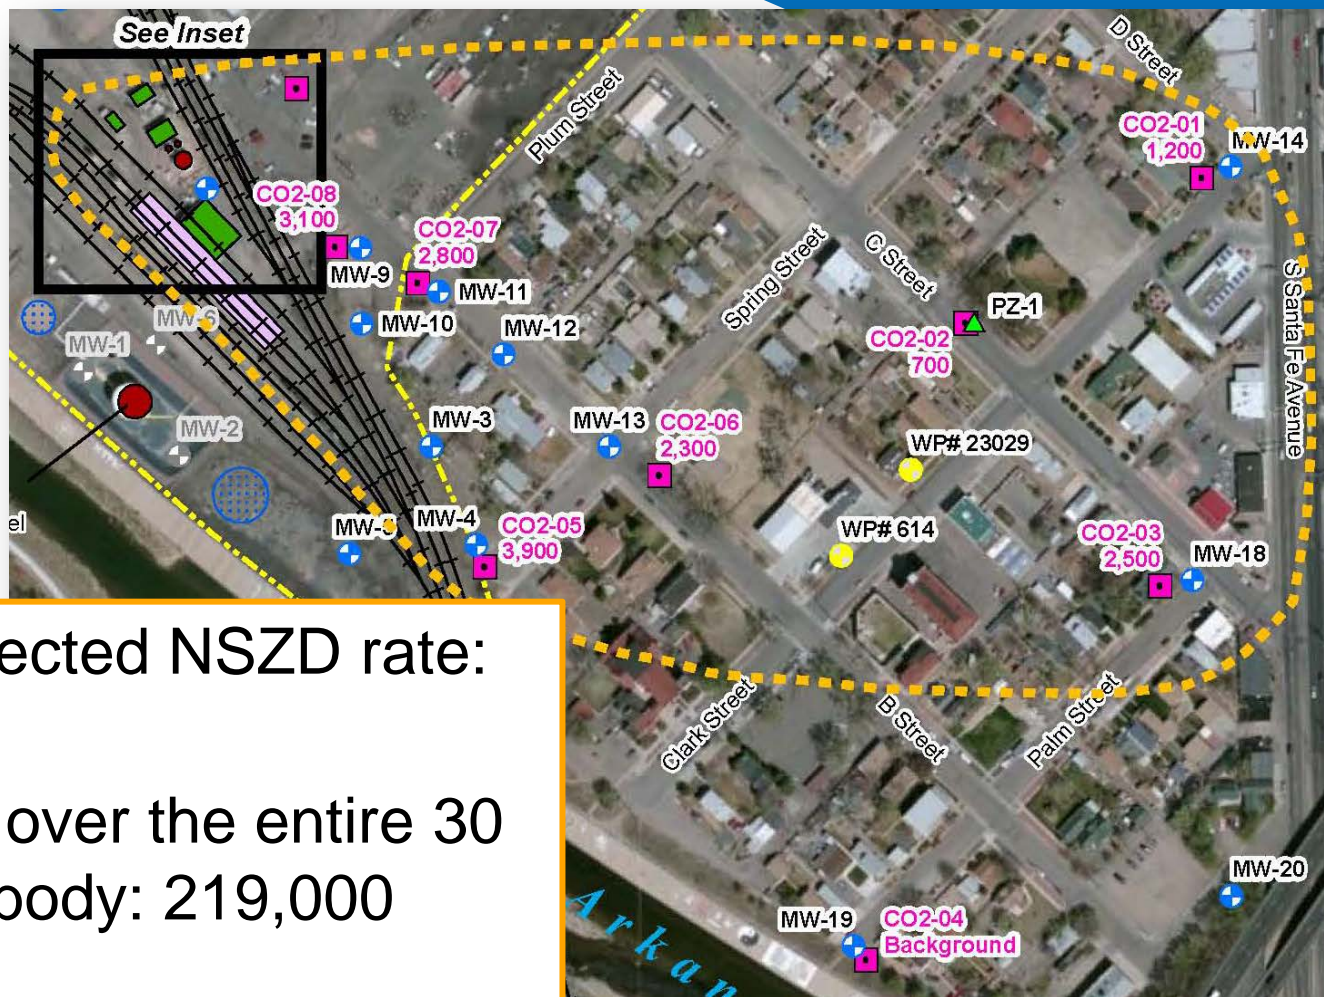 See Inset
D Street
Plum Street
CO2-01
1,200
MW-14
CO2-08
3,100
CO2-07
2,800
MW-9
MW-11
Spring Street
C Street
PZ-1
S Santa Fe Avenue
MW-6
MW-10
MW-12
CO2-02
700
MW-1
MW-2
MW-3
MW-13
CO2-06
2,300
WP# 23029
el
MW-4
CO2-05
3,900
WP# 614
CO2-03
2,500
MW-18
ected NSZD rate:
over the entire 30
body: 219,000
Clark Street
B Street
Palm Street
MW-20
MW-19
CO2-04
Background
Arkan